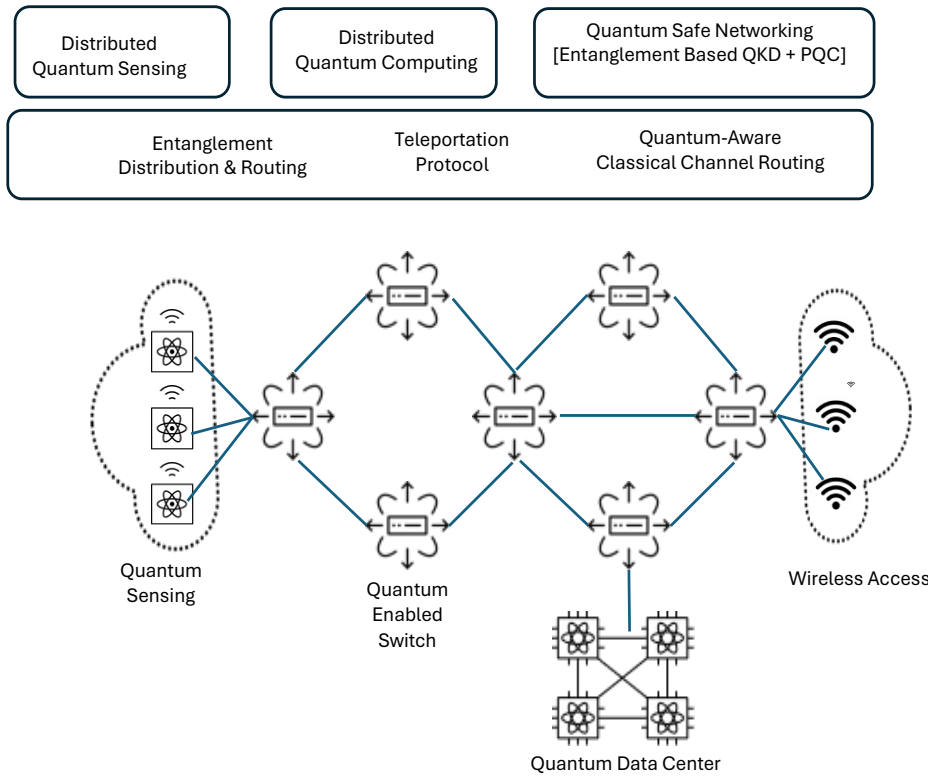 Distributed
Quantum Sensing
Distributed
Quantum Computing
Quantum Safe Networking
[Entanglement Based QKD + PQC]
Entanglement
Distribution & Routing
Teleportation
Protocol
Quantum-Aware
Classical Channel Routing
Quantum
Sensing
Quantum
Enabled
Switch
Wireless Access
Quantum Data Center